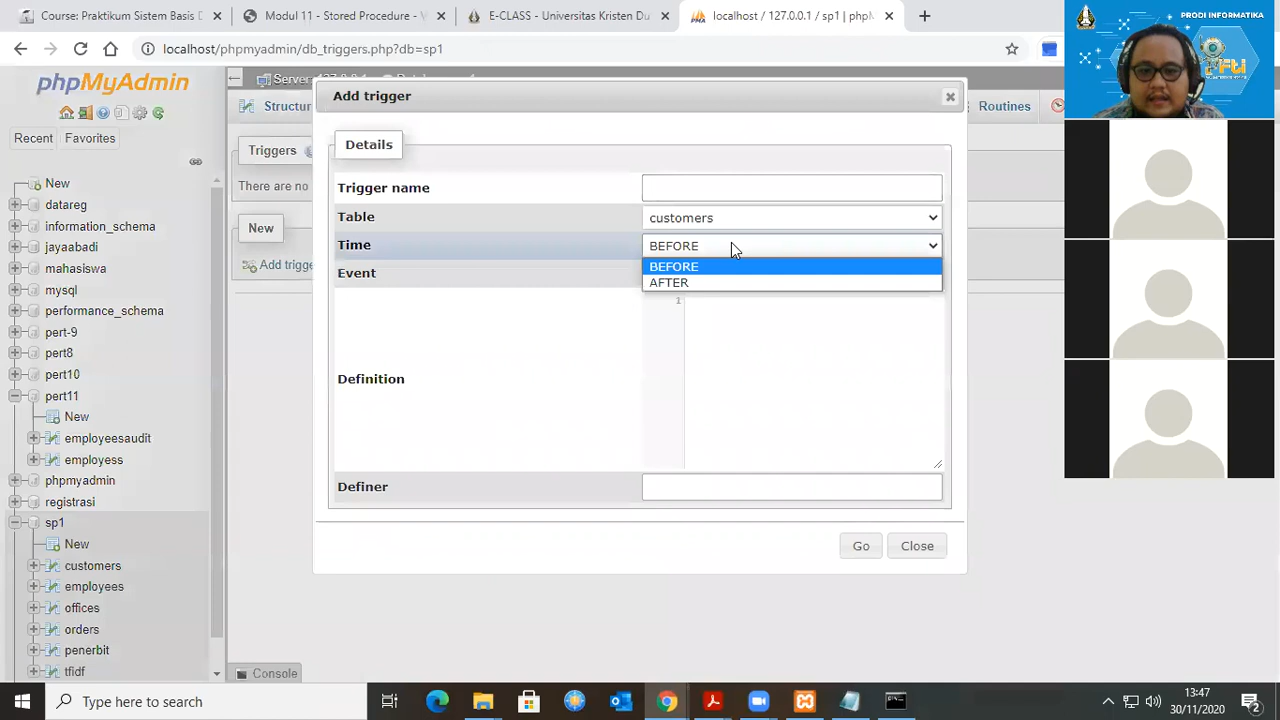 Course: Praktikum Sistem Basis D
Modul 11 - Stored Procedure - V
E-CLASS - Universitas Kristen Du
localhost / 127.0.0.1 / sp1 | phpM
localhost/phpmyadmin/db_triggers.php?db=sp1
PRODI INFORMATIKA
fti
phpMyAdmin
Recent
Favorites
New
datareg
information_schema
jayaabadi
mahasiswa
mysql
performance_schema
pert-9
pert8
pert10
pert11
New
employeesaudit
employess
phpmyadmin
registrasi
sp1
New
customers
employees
offices
orders
penerbit
tfidf
Structur
Routines
Triggers
There are no
New
Add trigge
Add trigger
Details
Trigger name
Table
customers
Time
BEFORE
BEFORE
AFTER
Event
1
Definition
Definer
Go
Close
Console
Type here to search
13:47
30/11/2020
2